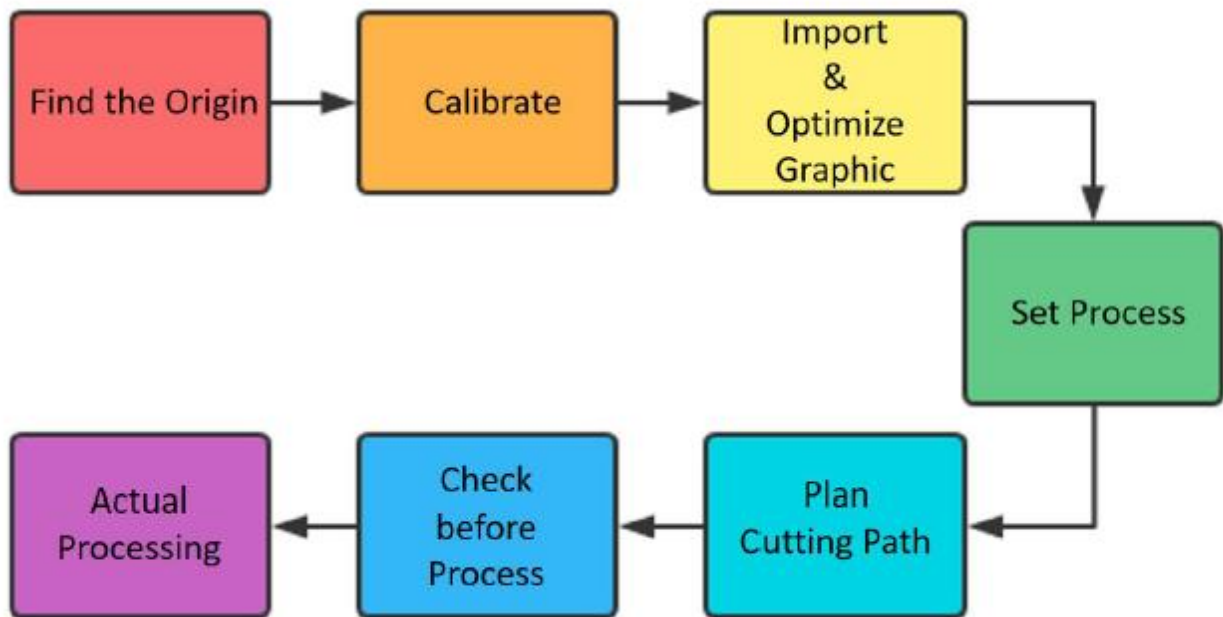 Find the Origin
Calibrate
Import
&
Optimize
Graphic
Set Process
Plan
Cutting Path
Check
before
Process
Actual
Processing